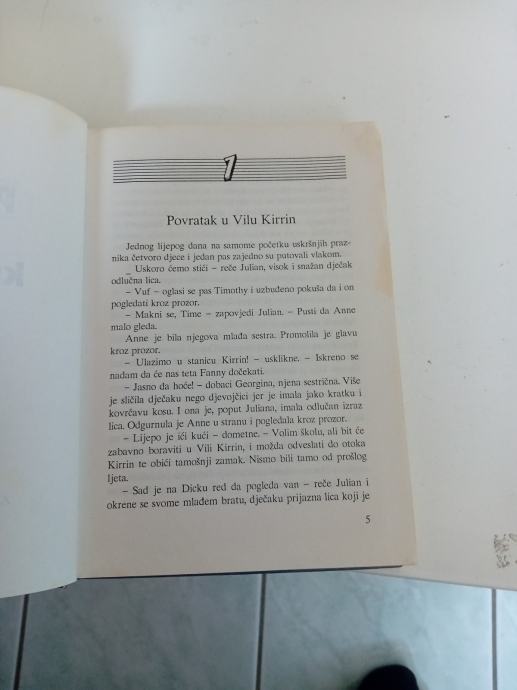 1
Povratak u Vilu Kirrin
Jednog lijepog dana na samome početku uskršnjih praz-
nika četvoro djece i jedan pas zajedno su putovali vlakom.
– Uskoro ćemo stići – reče Julian, visok i snažan dječak
odlučna lica.
– Vuf – oglasi se pas Timothy i uzbuđeno pokuša da i on
pogledati kroz prozor.
– Makni se, Time – zapovjedi Julian. – Pusti da Anne
malo gleda.
Anne je bila njegova mlađa sestra. Promolila je glavu
kroz prozor.
– Ulazimo u stanicu Kirrin! – usklikne. – Iskreno se
nadam da će nas teta Fanny dočekati.
– Jasno da hoće! – dobaci Georgina, njena sestrična. Više
je sličila dječaku nego djevojčici jer je imala jako kratku i
kovrčavu kosu. I ona je, poput Juliana, imala odlučan izraz
lica. Odgurnula je Anne u stranu i pogledala kroz prozor.
– Lijepo je ići kući – dometne. – Volim školu, ali bit će
zabavno boraviti u Vili Kirrin, i možda odveslati do otoka
Kirrin te obići tamošnji zamak. Nismo bili tamo od prošlog
ljeta.
– Sad je na Dicku red da pogleda van – reče Julian i
okrene se svome mlađem bratu, dječaku prijazna lica koji je
5